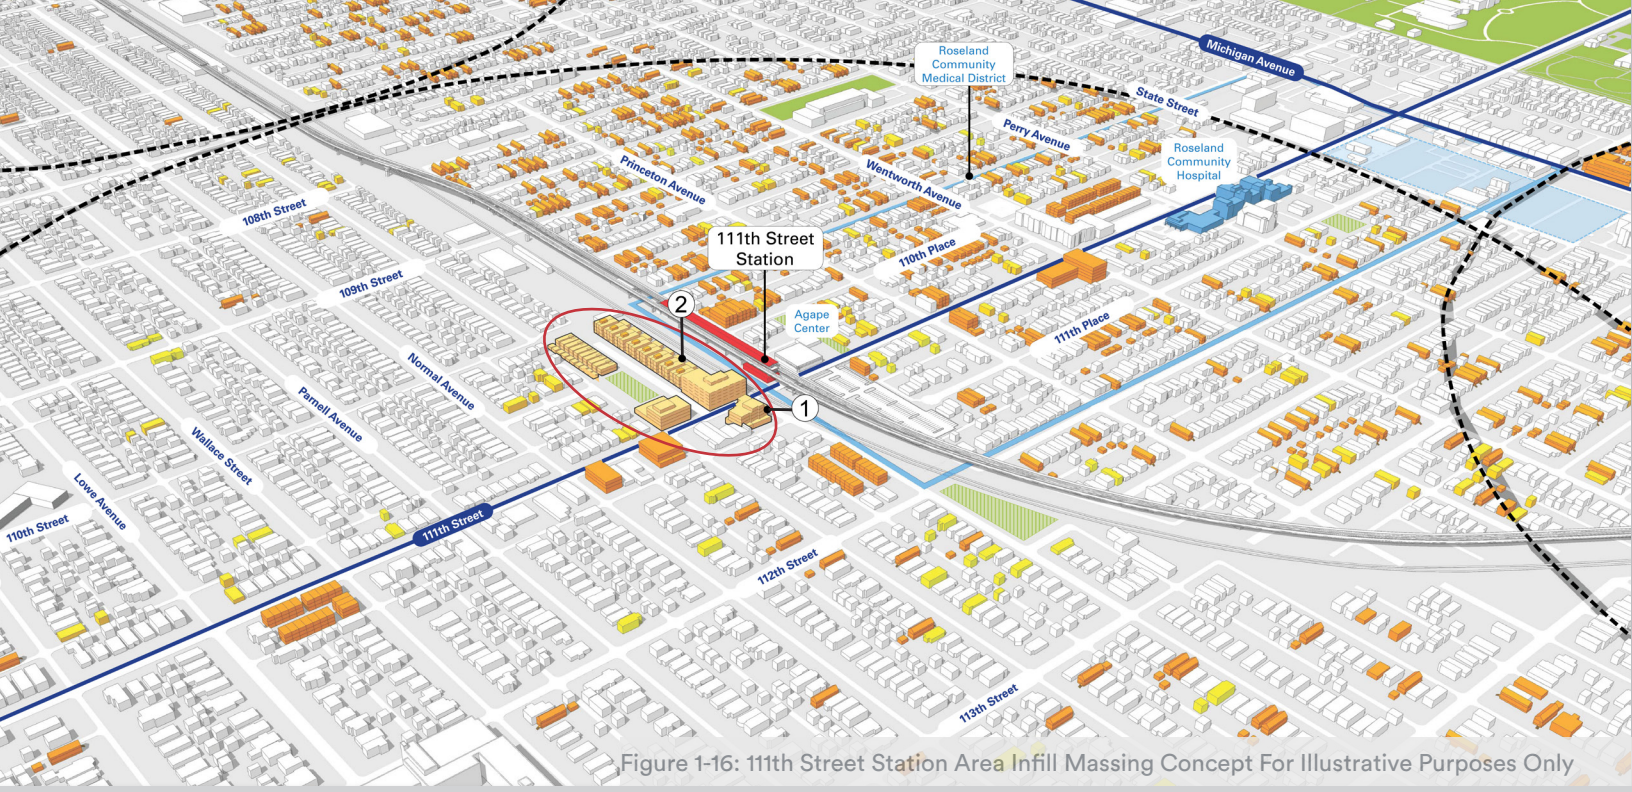 Roseland
Community
Medical District
Michigan Avenue
State Street
Perry Avenue
Roseland
Community
Hospital
Princeton Avenue
Wentworth Avenue
108th Street
111th Street
Station
110th Place
109th Street
2
Agape
Center
111th Place
Normal Avenue
1
Parnell Avenue
Wallace Street
Lowe Avenue
110th Street
111th Street
112th Street
113th Street
Figure 1-16: 111th Street Station Area Infill Massing Concept For Illustrative Purposes Only